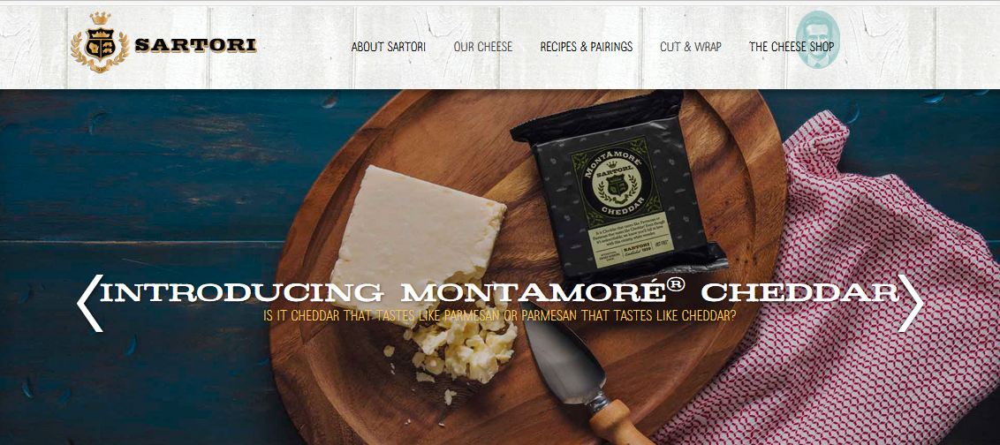 SARTORI
ABOUT SARTORI
OUR CHEESE
RECIPES & PAIRINGS
CUT & WRAP
THE CHEESE SHOP
MONTAMORÉ
SARTORI
CHEDDAR
SARTORI
INTRODUCING MONTAMORÉ® CHEDDAR
IS IT CHEDDAR THAT TASTES LIKE PARMESAN OR PARMESAN THAT TASTES LIKE CHEDDAR?